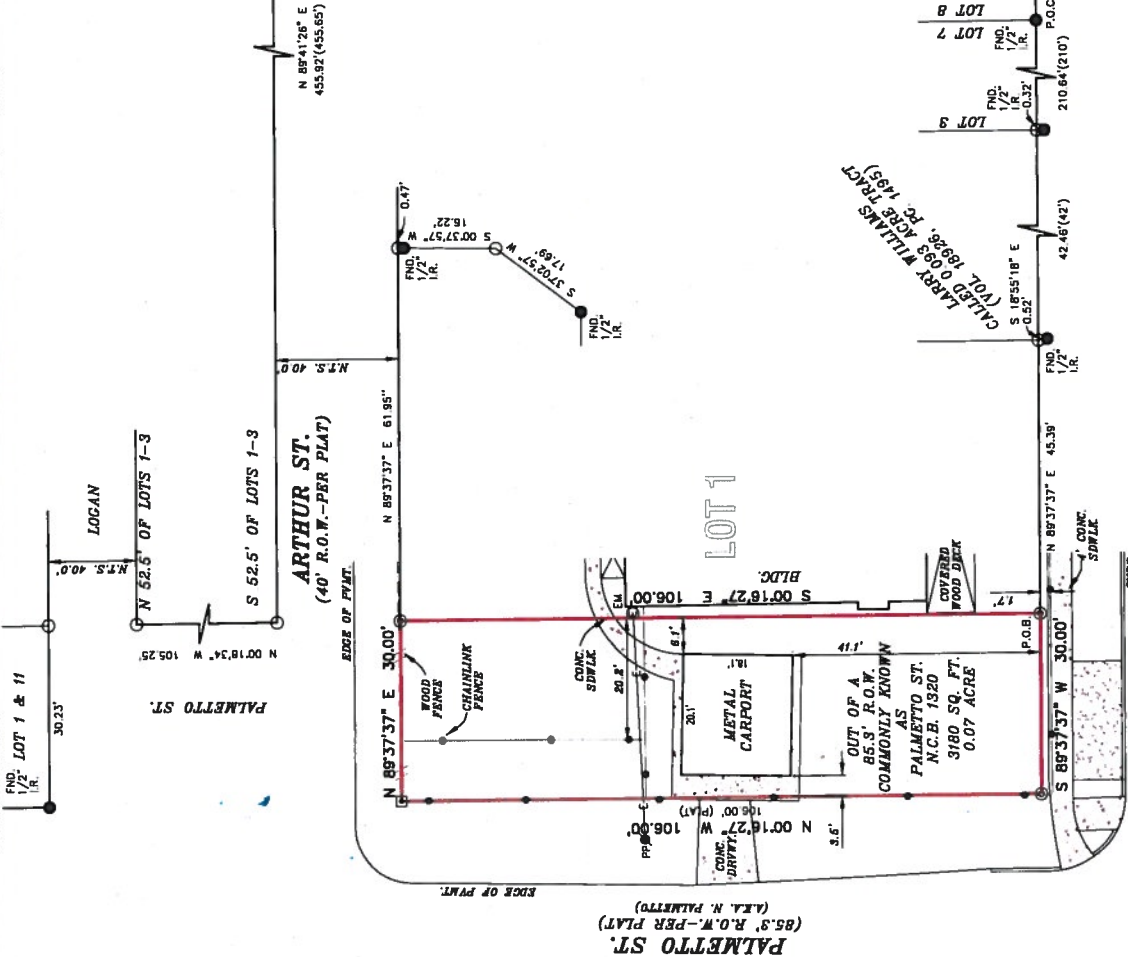 FND.
1/2"
I.R.
LOT 1 & 11
30.23'
LOGAN
N.T.S. 40.0'
N 52.5' OF LOTS 1-3
N 00°18'34" W 105.25'
S 52.5' OF LOTS 1-3
PALMETTO ST.
N 89°41'26" E
455.92'(455.65')
N.T.S. 40.0'
ARTHUR ST.
(40' R.O.W.-PER PLAT)
EDGE OF PVMT.
N 89°37'37" E 30.00'
N 89°37'37" E 61.95'
0.47'
FND.
1/2"
I.R.
S 00°37'57" W
16.22'
S 37°02'57" W
17.69'
FND.
1/2"
I.R.
WOOD
FENCE
CHAINLINK
FENCE
CONC.
SDWLK
20.2'
EM
6.1'
S 00°16'27" E 106.00'
BLDG.
LOT 1
18.1'
20.1'
METAL
CARPORT
41.1'
COVERED
WOOD DECK
1.7'
P.O.B.
OUT OF A
85.3' R.O.W.
COMMONLY KNOWN
AS
PALMETTO ST.
N.C.B. 1320
3180 SQ. FT.
0.07 ACRE
N 00°16'27" W 106.00'
106.00' (PLAT)
PP
CONC.
DRVWY.
3.5'
S 89°37'37" W 30.00'
N 89°37'37" E 45.39'
4' CONC.
SDWLK
FND.
1/2"
I.R.
S 18°55'18" E
0.52'
LARRY WILLIAMS
CALLED 0.093 ACRE TRACT
(VOL. 18926, PG. 1495)
42.46'(42')
LOT 3
FND.
1/2"
I.R.
0.32'
210.64'(210')
LOT 7
LOT 8
FND.
1/2"
I.R.
P.O.C
EDGE OF PVMT.
PALMETTO ST.
(85.3' R.O.W.-PER PLAT)
(A.K.A. N. PALMETTO)